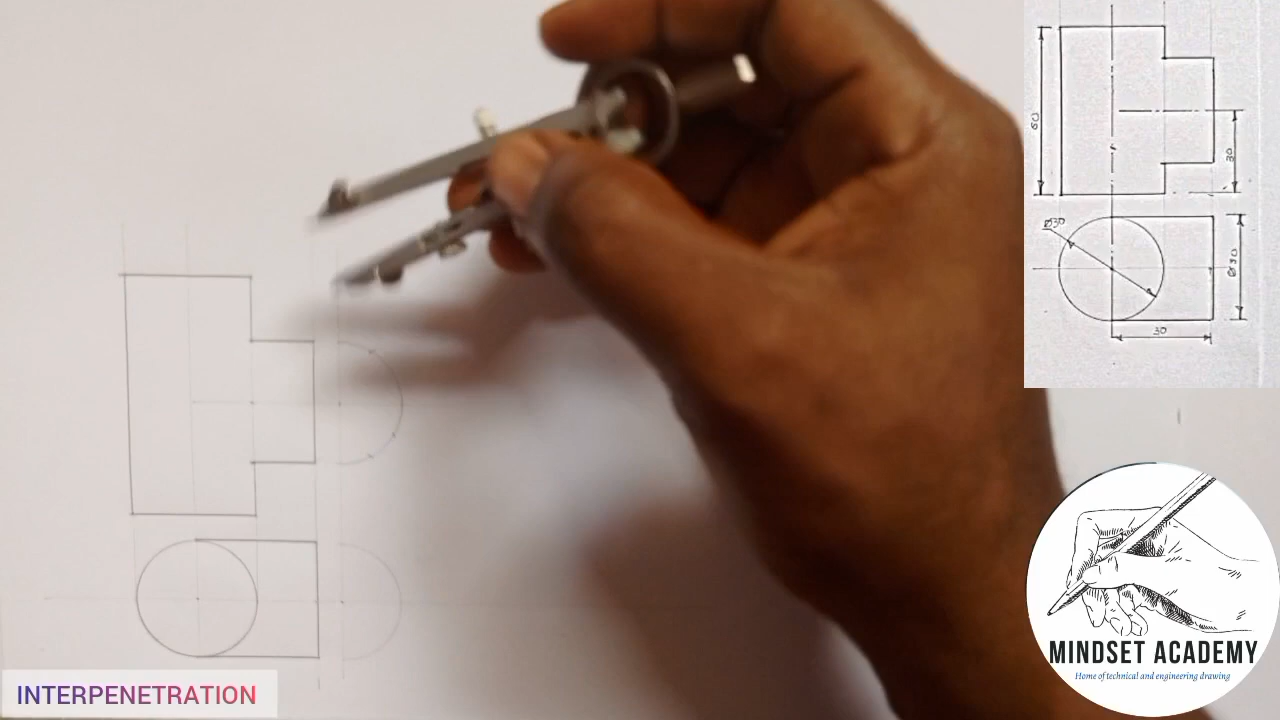 60
30
Ø30
Ø30
30
MINDSET ACADEMY
Home of technical and engineering drawing
INTERPENETRATION